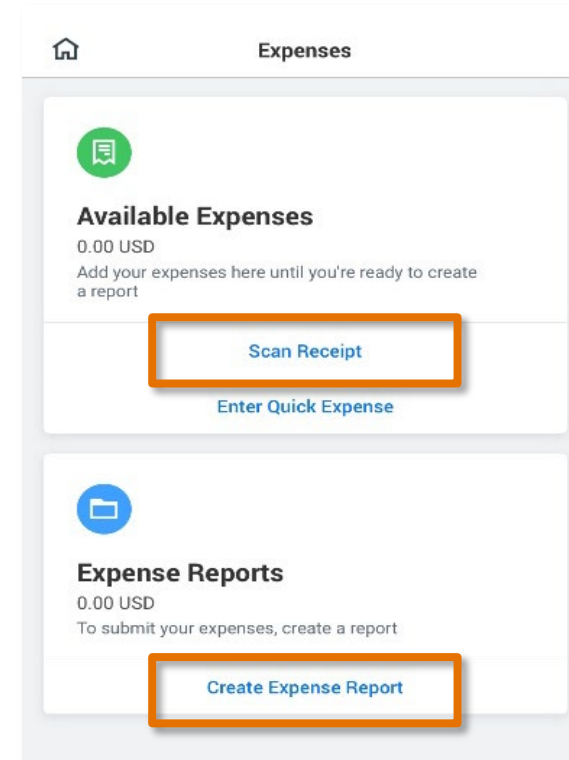 Expenses
Available Expenses
0.00 USD
Add your expenses here until you're ready to create
a report
Scan Receipt
Enter Quick Expense
Expense Reports
0.00 USD
To submit your expenses, create a report
Create Expense Report